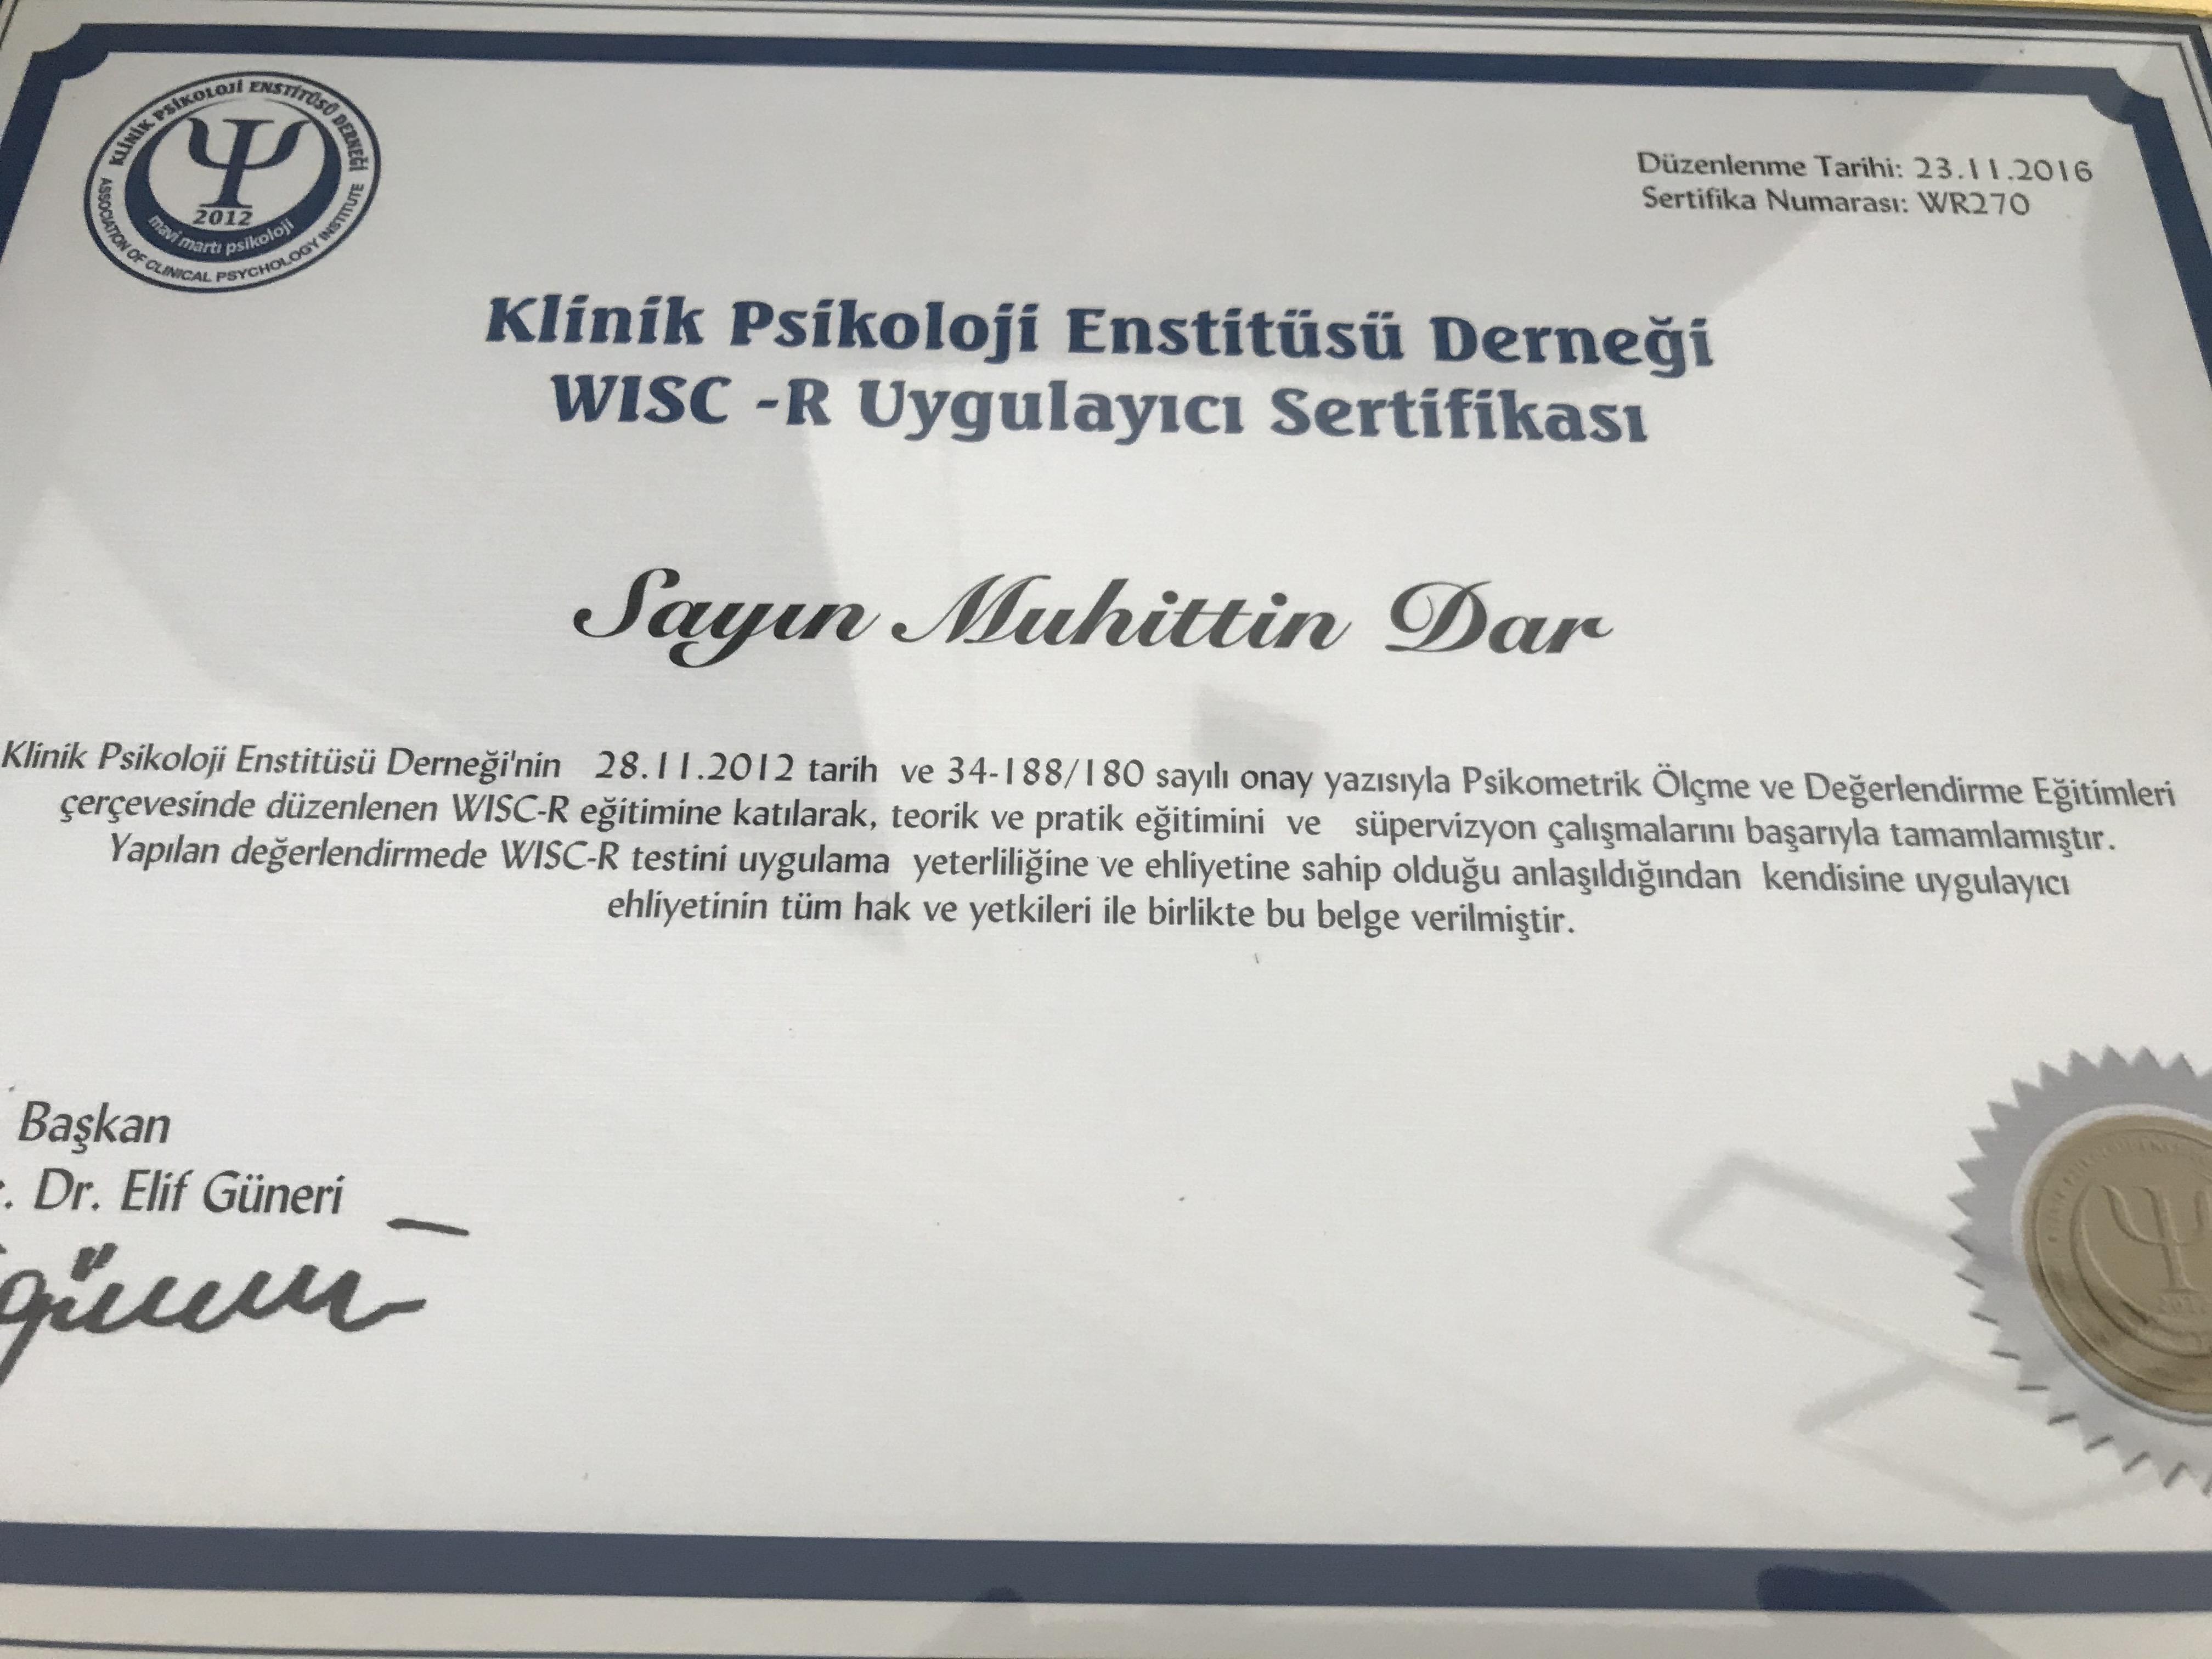 KLİNİK PSİKOLOJİ ENSTİTÜSÜ DERNEĞİ
2012
mavi martı psikoloji
ASSOCIATION OF CLINICAL PSYCHOLOGY INSTITUTE
Düzenlenme Tarihi: 23.11.2016
Sertifika Numarası: WR270
Klinik Psikoloji Enstitüsü Derneği
WISC -R Uygulayıcı Sertifikası
Sayın Muhittin Dar
Klinik Psikoloji Enstitüsü Derneği'nin 28.11.2012 tarih ve 34-188/180 sayılı onay yazısıyla Psikometrik Ölçme ve Değerlendirme Eğitimleri
çerçevesinde düzenlenen WISC-R eğitimine katılarak, teorik ve pratik eğitimini ve süpervizyon çalışmalarını başarıyla tamamlamıştır.
Yapılan değerlendirmede WISC-R testini uygulama yeterliliğine ve ehliyetine sahip olduğu anlaşıldığından kendisine uygulayıcı
ehliyetinin tüm hak ve yetkileri ile birlikte bu belge verilmiştir.
Başkan
. Dr. Elif Güneri